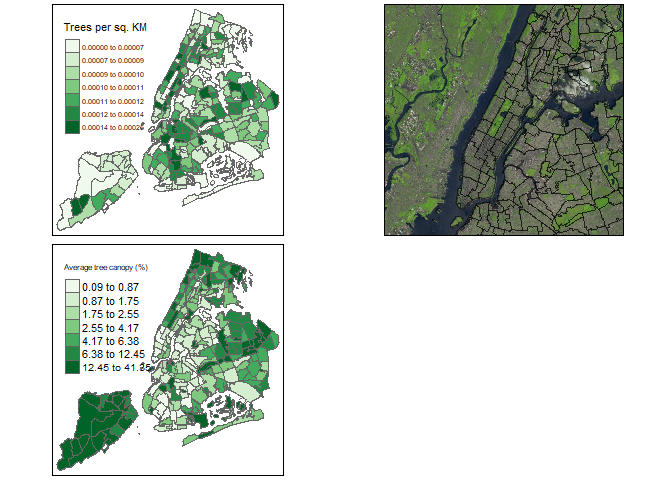 Trees per sq. KM
0.00000 to 0.00007
0.00007 to 0.00009
0.00009 to 0.00010
0.00010 to 0.00011
0.00011 to 0.00012
0.00012 to 0.00014
0.00014 to 0.00026
Average tree canopy (%)
0.09 to 0.87
0.87 to 1.75
1.75 to 2.55
2.55 to 4.17
4.17 to 6.38
6.38 to 12.45
12.45 to